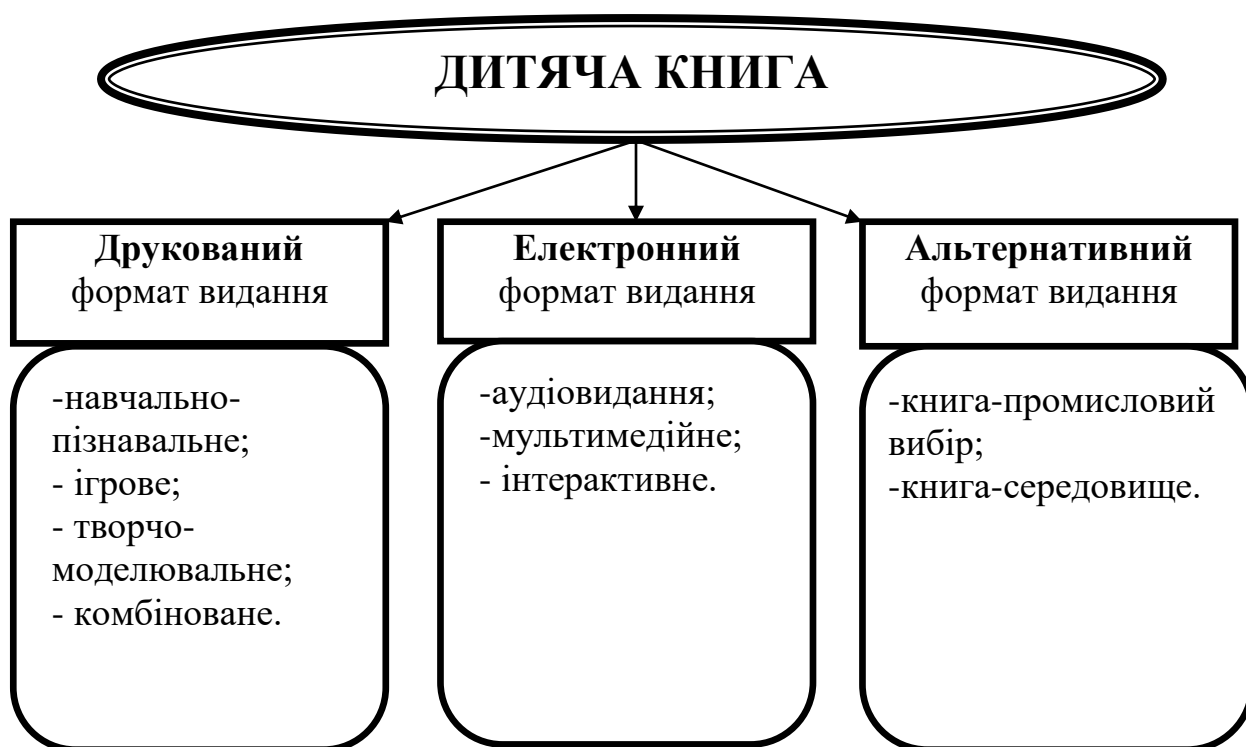 ДИТЯЧА КНИГА
Друкований
формат видання
-навчально-
пізнавальне;
- ігрове;
- творчо-
моделювальне;
- комбіноване.
Електронний
формат видання
-аудіовидання;
-мультимедійне;
- інтерактивне.
Альтернативний
формат видання
-книга-промисловий
вибір;
-книга-середовище.